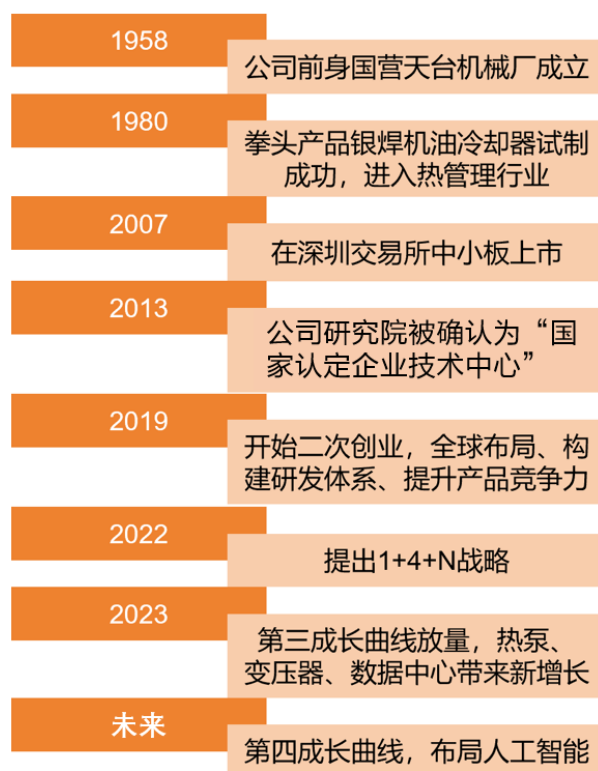 1958
公司前身国营天台机械厂成立
1980
拳头产品银焊机油冷却器试制
成功，进入热管理行业
2007
在深圳交易所中小板上市
2013
公司研究院被确认为“国
家认定企业技术中心”
2019
开始二次创业，全球布局、构
建研发体系、提升产品竞争力
2022
提出1+4+N战略
2023
第三成长曲线放量，热泵、
变压器、数据中心带来新增长
未来
第四成长曲线，布局人工智能